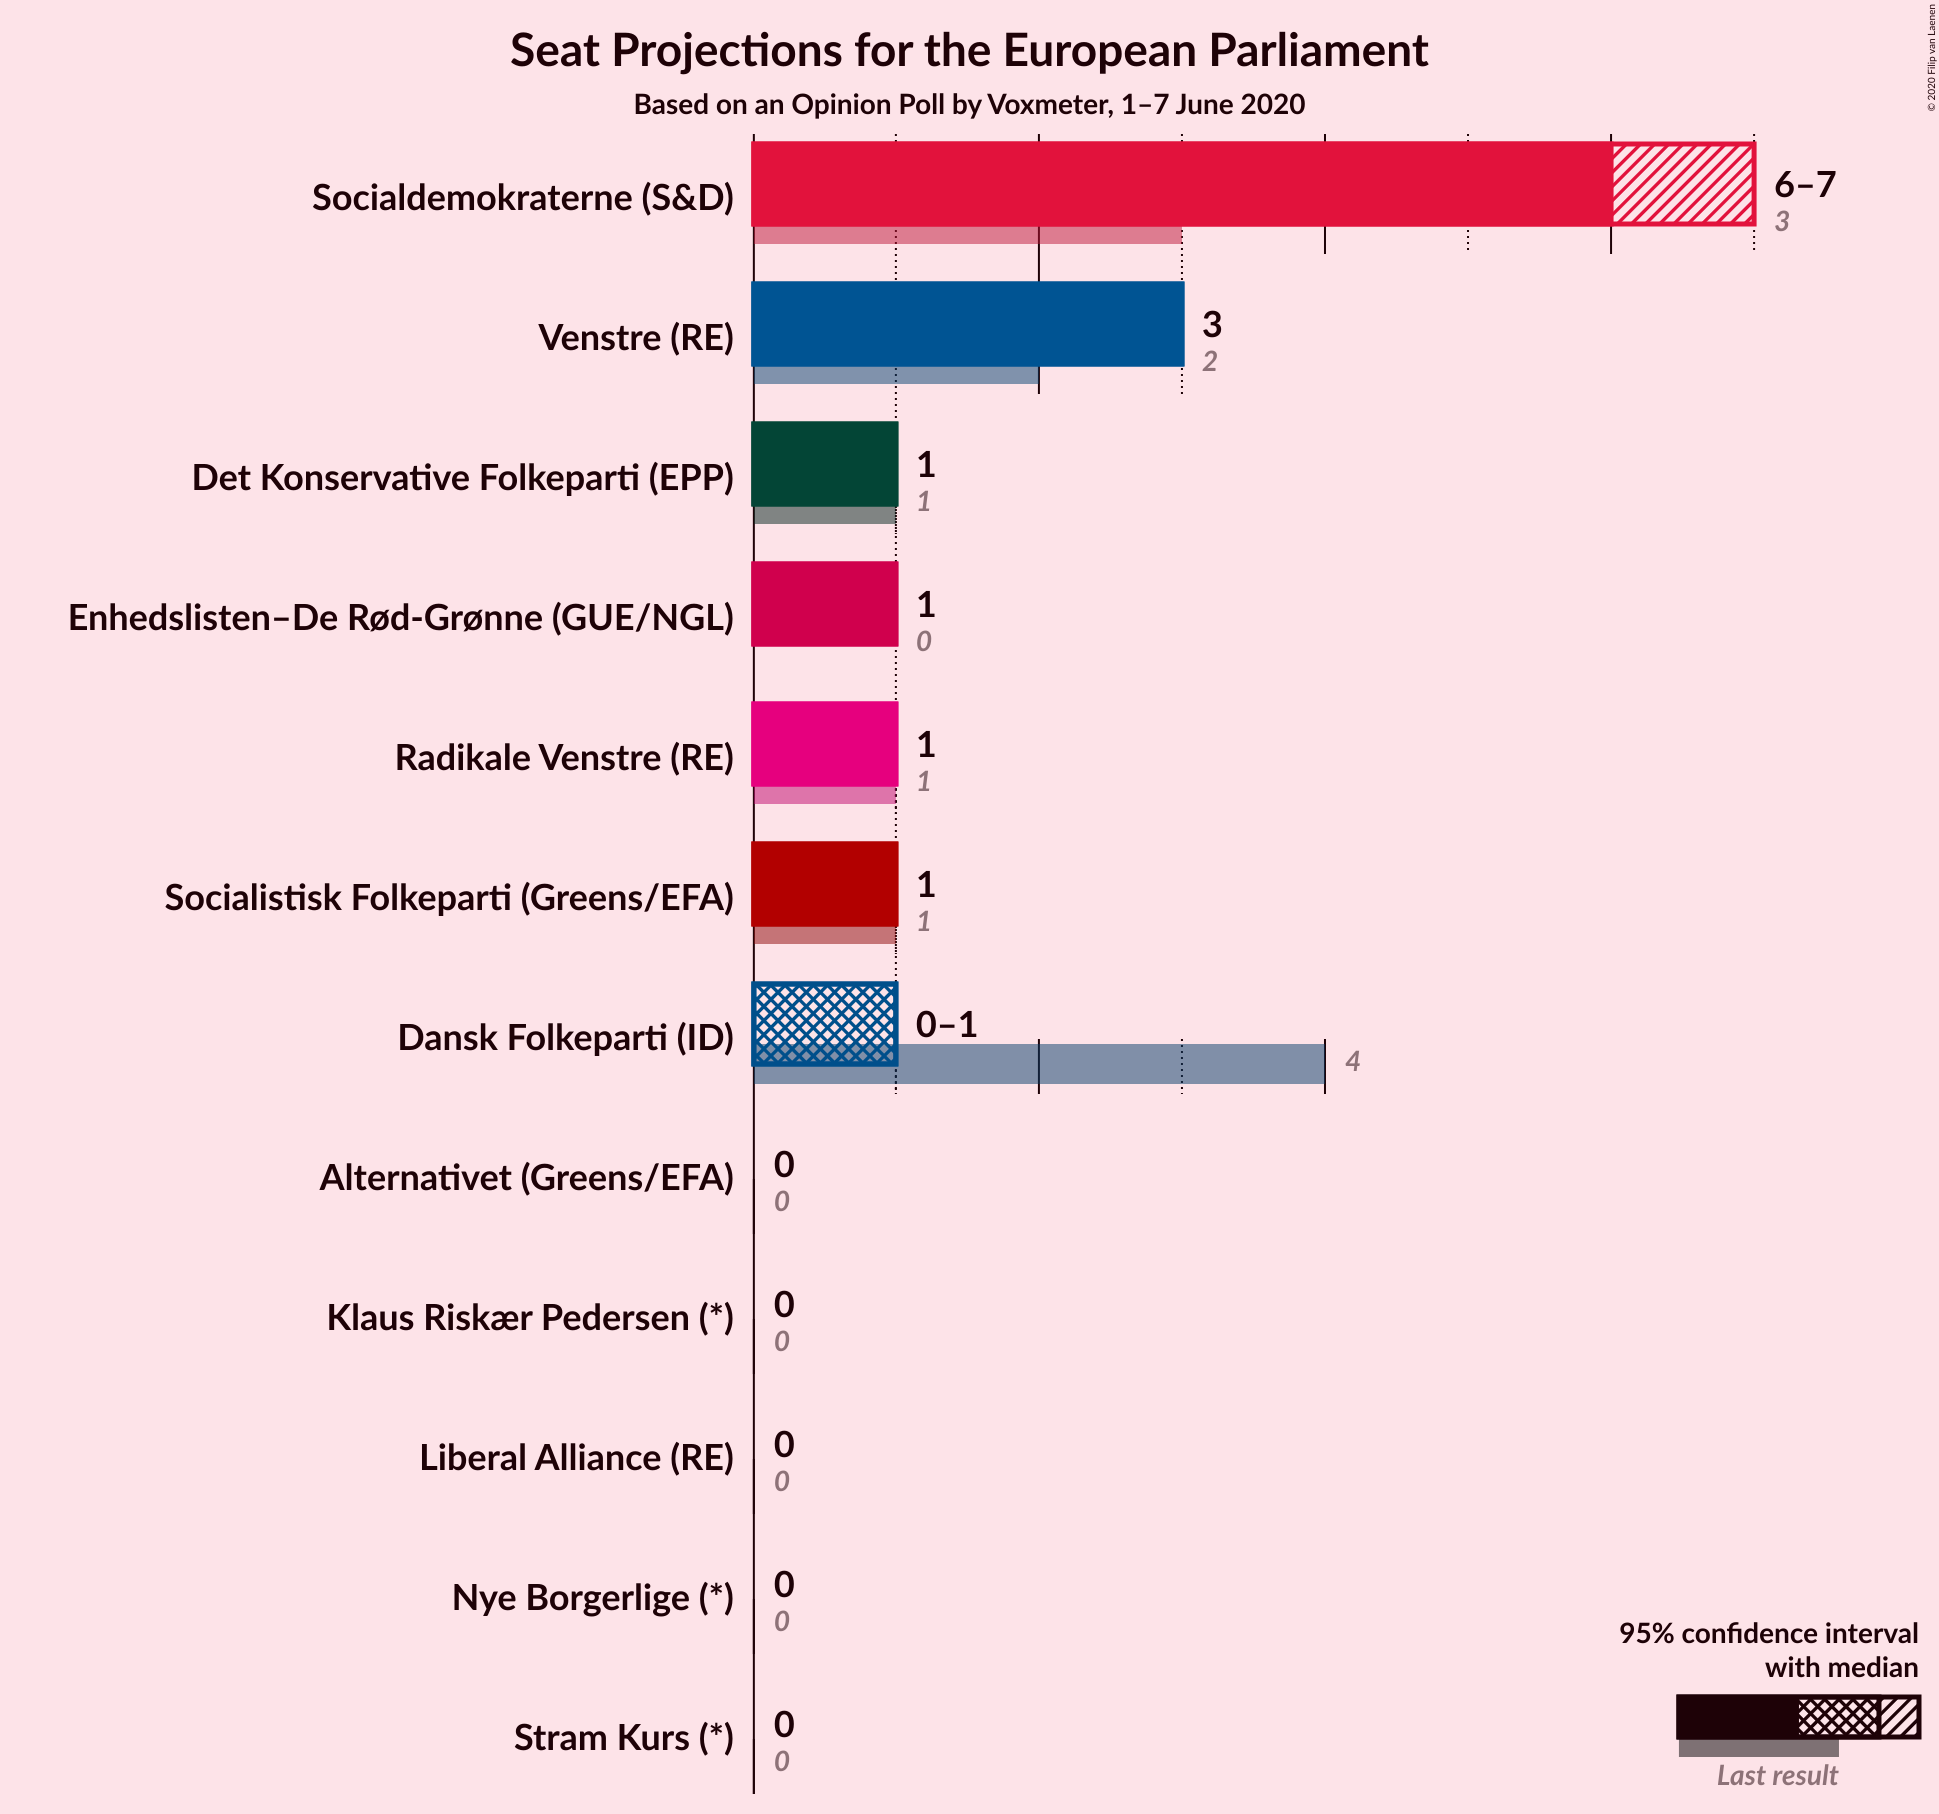 Seat Projections for the European Parliament
Based on an Opinion Poll by Voxmeter, 1–7 June 2020
© 2020 Filip van Laenen
Socialdemokraterne (S&D)
6–7
3
Venstre (RE)
3
2
Det Konservative Folkeparti (EPP)
1
1
Enhedslisten–De Rød-Grønne (GUE/NGL)
1
0
Radikale Venstre (RE)
1
1
Socialistisk Folkeparti (Greens/EFA)
1
1
Dansk Folkeparti (ID)
0–1
4
Alternativet (Greens/EFA)
0
0
Klaus Riskær Pedersen (*)
0
0
Liberal Alliance (RE)
0
0
Nye Borgerlige (*)
0
0
Stram Kurs (*)
0
0
95% confidence interval
with median
Last result